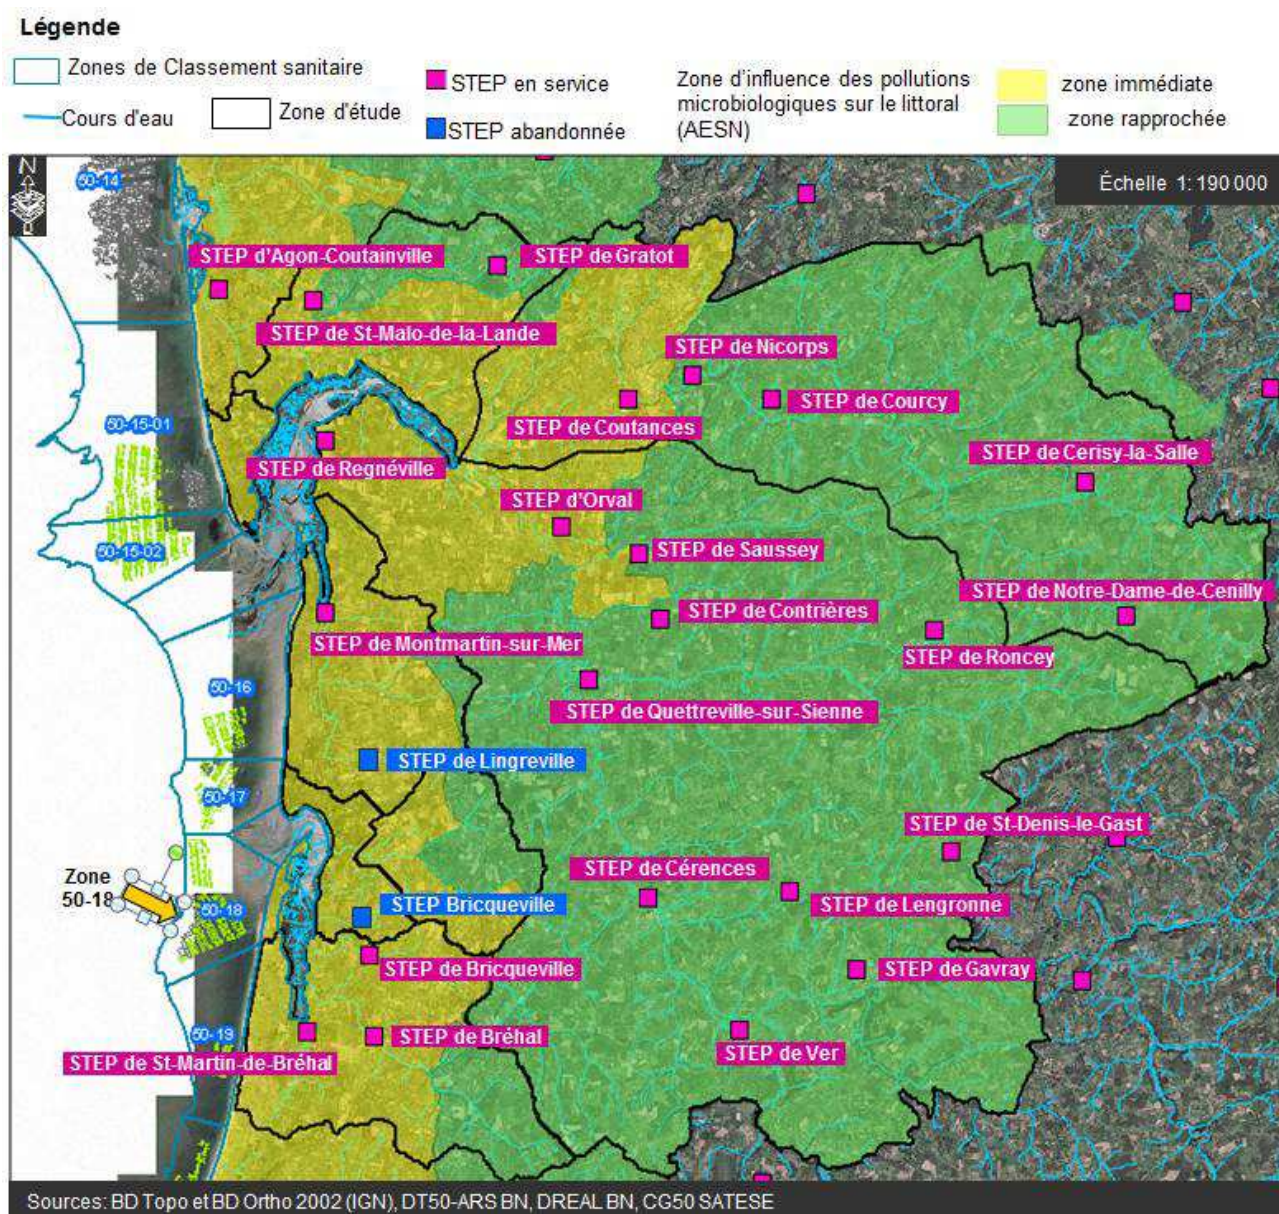 Légende
Zones de Classement sanitaire
Cours d'eau
Zone d'étude
STEP en service
STEP abandonnée
Zone d'influence des pollutions
microbiologiques sur le littoral
(AESN)
zone immédiate
zone rapprochée
N
Échelle 1: 190 000
50-14
STEP d'Agon-Coutainville
STEP de Gratot
STEP de St-Malo-de-la-Lande
STEP de Nicorps
STEP de Courcy
50-15-01
STEP de Coutances
STEP de Regnéville
STEP de Cerisy-la-Salle
STEP d'Orval
50-15-02
STEP de Saussey
STEP de Notre-Dame-de-Cenilly
STEP de Contrières
STEP de Montmartin-sur-Mer
STEP de Roncey
50-16
STEP de Quettreville-sur-Sienne
STEP de Lingreville
50-17
STEP de St-Denis-le-Gast
STEP de Cérences
Zone
50-18
50-18
STEP Bricqueville
STEP de Lengronne
STEP de Bricqueville
STEP de Gavray
50-19
STEP de Bréhal
STEP de St-Martin-de-Bréhal
STEP de Ver
Sources: BD Topo et BD Ortho 2002 (IGN), DT50-ARS BN, DREAL BN, CG50 SATESE